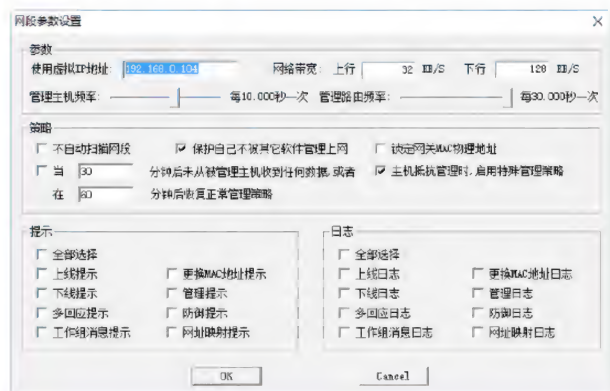 网段参数设置
参数
使用虚拟IP地址: 192.168.0.104 网络带宽: 上行 32 KB/S 下行 128 KB/S
管理主机频率: 每10.000秒一次 管理路由频率: 每30.000秒一次
策略
不自动扫描网段 保护自己不被其它软件管理上网 锁定网关MAC物理地址
当 30 分钟后未从被管理主机收到任何数据,或者 主机抵抗管理时,启用特殊管理策略
在 60 分钟后恢复正常管理策略
提示
全部选择
上线提示 更换MAC地址提示
下线提示 管理提示
多回应提示 防御提示
工作组消息提示 网址映射提示
日志
全部选择
上线日志 更换MAC地址日志
下线日志 管理日志
多回应日志 防御日志
工作组消息日志 网址映射日志
OK Cancel